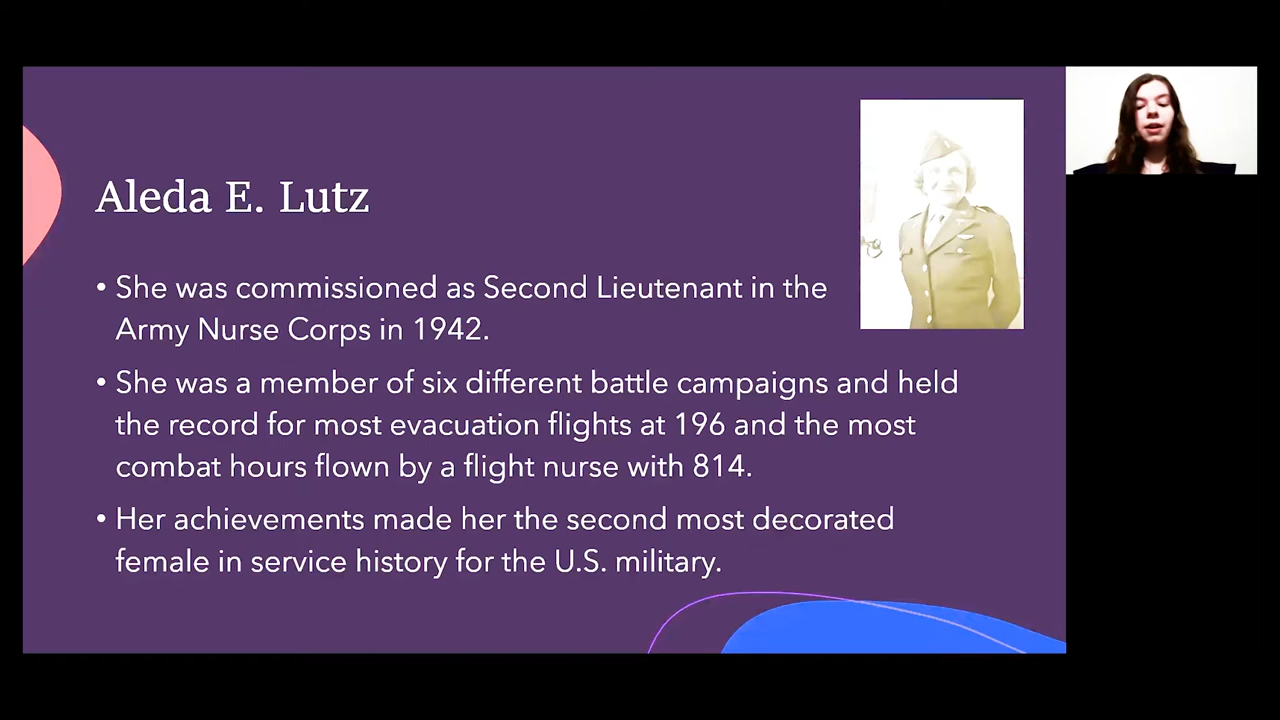 Aleda E. Lutz
• She was commissioned as Second Lieutenant in the
Army Nurse Corps in 1942.
• She was a member of six different battle campaigns and held
the record for most evacuation flights at 196 and the most
combat hours flown by a flight nurse with 814.
• Her achievements made her the second most decorated
female in service history for the U.S. military.